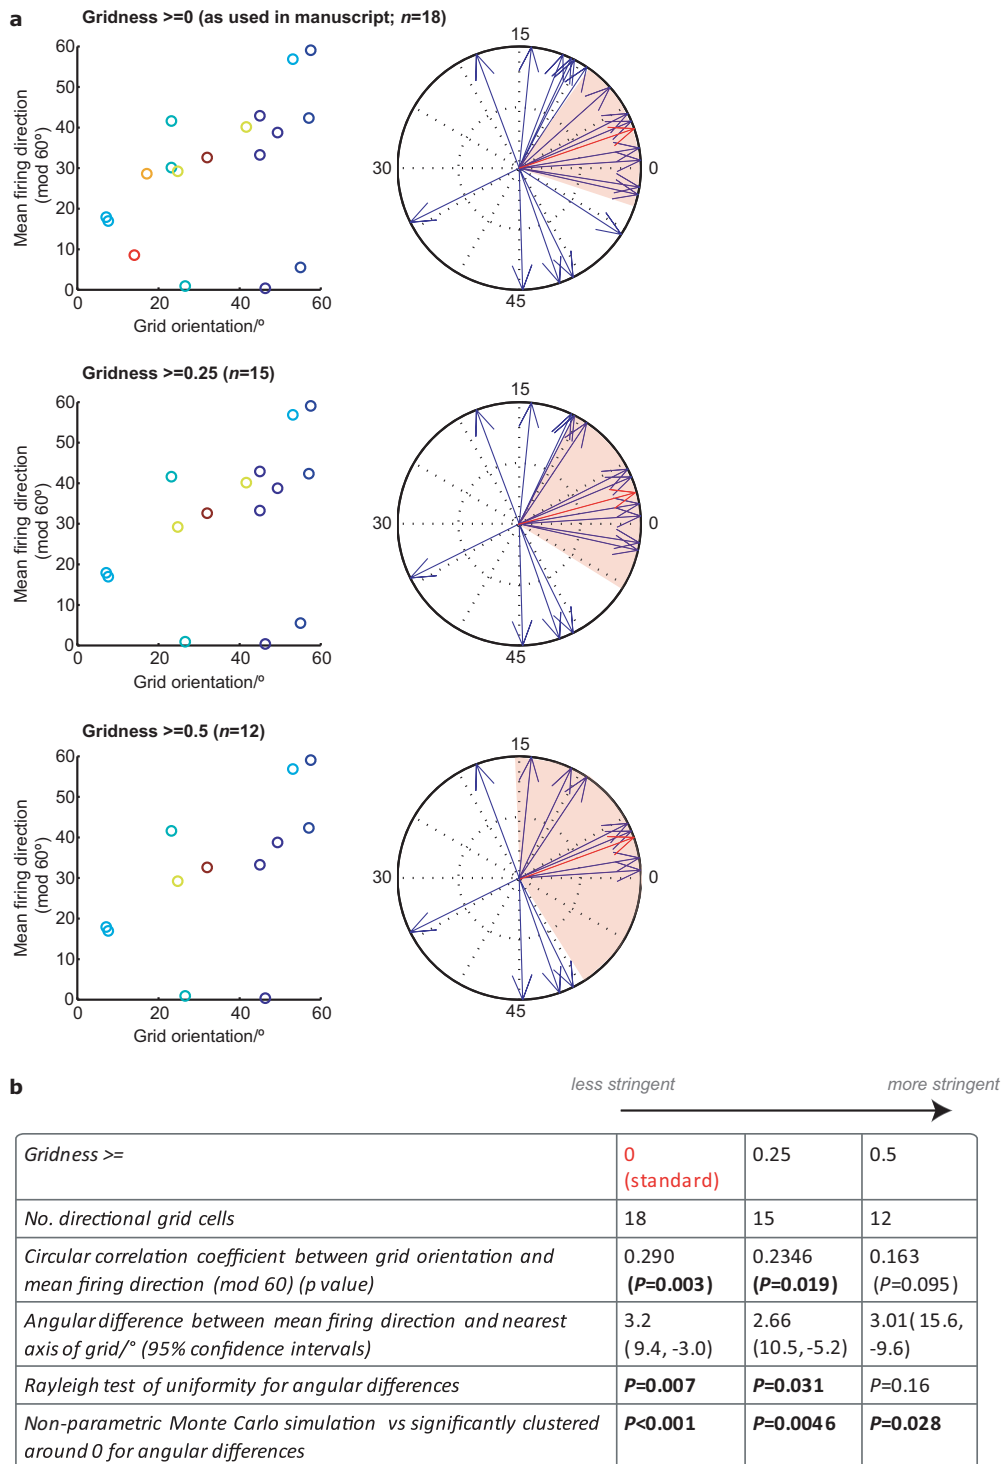 a
Gridness >=0 (as used in manuscript; n=18)
60
50
40
30
20
10
0
0
20
40
60
Mean firing direction
(mod 60º)
Grid orientation/º
15
30
0
45
Gridness >=0.25 (n=15)
60
50
40
30
20
10
0
0
20
40
60
Mean firing direction
(mod 60º)
Grid orientation/º
15
30
0
45
Gridness >=0.5 (n=12)
60
50
40
30
20
10
0
0
20
40
60
Mean firing direction
(mod 60º)
Grid orientation/º
15
30
0
45
b
less stringent
more stringent
Gridness >=
0
(standard)
0.25
0.5
No. directional grid cells
18
15
12
Circular correlation coefficient between grid orientation and
mean firing direction (mod 60) (p value)
0.290
(P=0.003)
0.2346
(P=0.019)
0.163
(P=0.095)
Angular difference between mean firing direction and nearest
axis of grid/° (95% confidence intervals)
3.2
( 9.4, -3.0)
2.66
(10.5, -5.2)
3.01( 15.6,
-9.6)
Rayleigh test of uniformity for angular differences
P=0.007
P=0.031
P=0.16
Non-parametric Monte Carlo simulation vs significantly clustered
around 0 for angular differences
P<0.001
P=0.0046
P=0.028